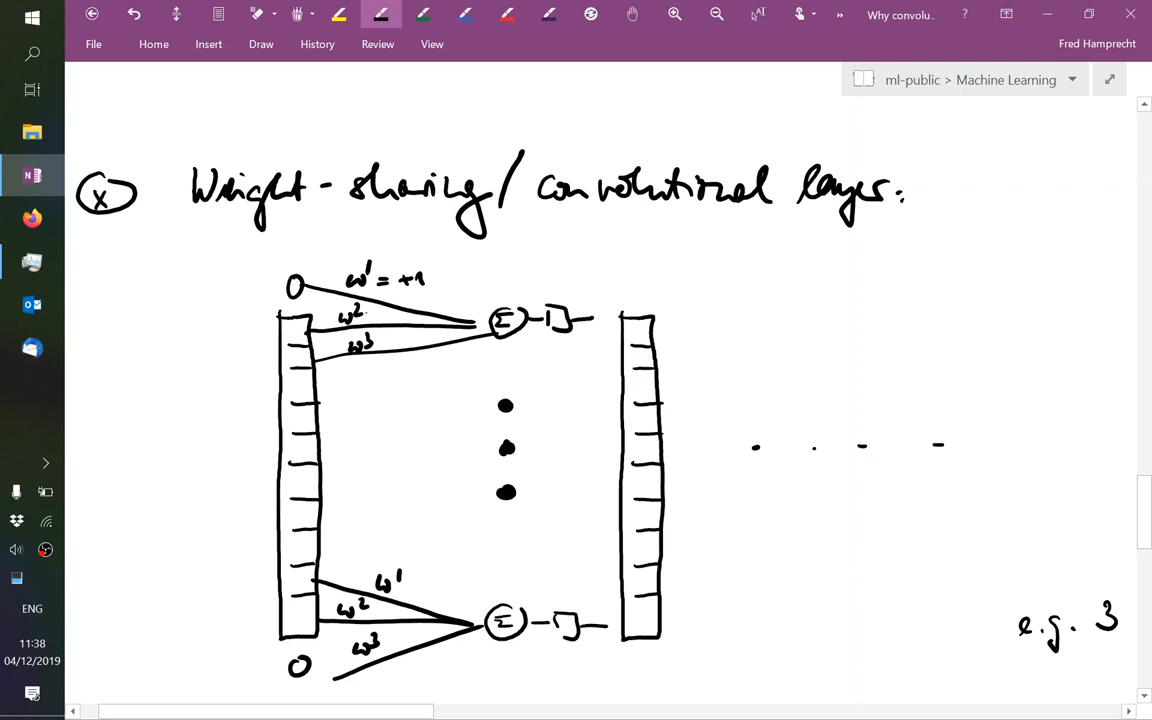 Why convolu..
?
File
Home
Insert
Draw
History
Review
View
Fred Hamprecht
ml-public > Machine Learning
(x) Weight-sharing/convolutional layer:
0
w¹ = +1
w²
w³
Σ
w¹
w²
w³
Σ
0
e.g. 3
ENG
11:38
04/12/2019